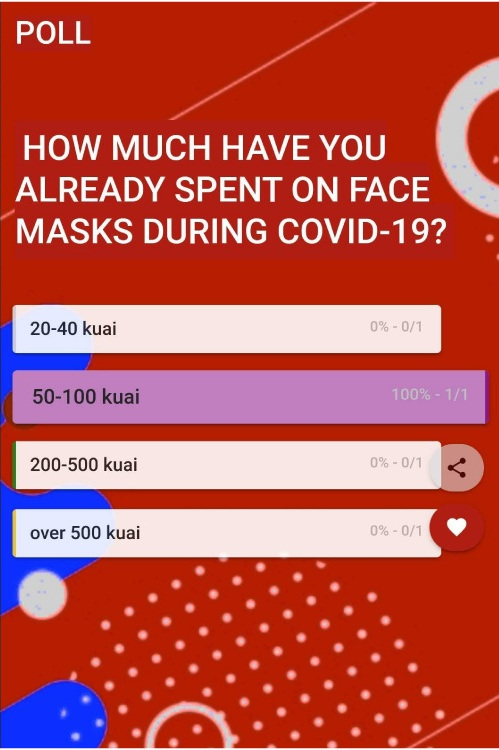 POLL
HOW MUCH HAVE YOU
ALREADY SPENT ON FACE
MASKS DURING COVID-19?
20-40 kuai 0% - 0/1
50-100 kuai 100% - 1/1
200-500 kuai 0% - 0/1
over 500 kuai 0% - 0/1